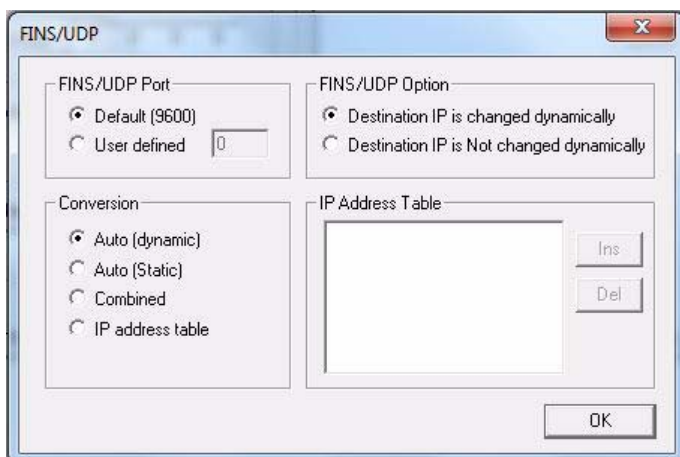 FINS/UDP
FINS/UDP Port
Default (9600)
User defined
0
FINS/UDP Option
Destination IP is changed dynamically
Destination IP is Not changed dynamically
Conversion
Auto (dynamic)
Auto (Static)
Combined
IP address table
IP Address Table
Ins
Del
OK